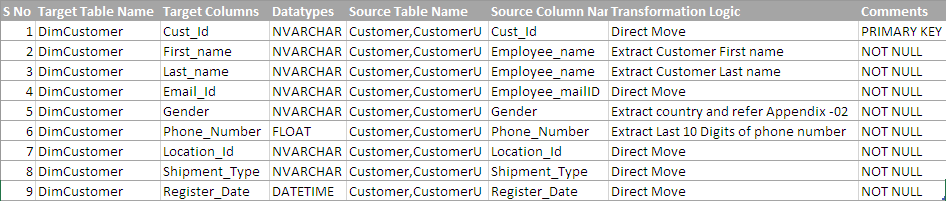 S No Target Table Name Target Columns Datatypes Source Table Name Source Column Nar Transformation Logic Comments
1 DimCustomer Cust_Id NVARCHAR Customer,CustomerU Cust_Id Direct Move PRIMARY KEY
2 DimCustomer First_name NVARCHAR Customer,CustomerU Employee_name Extract Customer First name NOT NULL
3 DimCustomer Last_name NVARCHAR Customer,CustomerU Employee_name Extract Customer Last name NOT NULL
4 DimCustomer Email_Id NVARCHAR Customer,CustomerU Employee_mailID Direct Move NOT NULL
5 DimCustomer Gender NVARCHAR Customer,CustomerU Gender Extract country and refer Appendix -02 NOT NULL
6 DimCustomer Phone_Number FLOAT Customer,CustomerU Phone_Number Extract Last 10 Digits of phone number NOT NULL
7 DimCustomer Location_Id NVARCHAR Customer,CustomerU Location_Id Direct Move NOT NULL
8 DimCustomer Shipment_Type NVARCHAR Customer,CustomerU Shipment_Type Direct Move NOT NULL
9 DimCustomer Register_Date DATETIME Customer,CustomerU Register_Date Direct Move NOT NULL